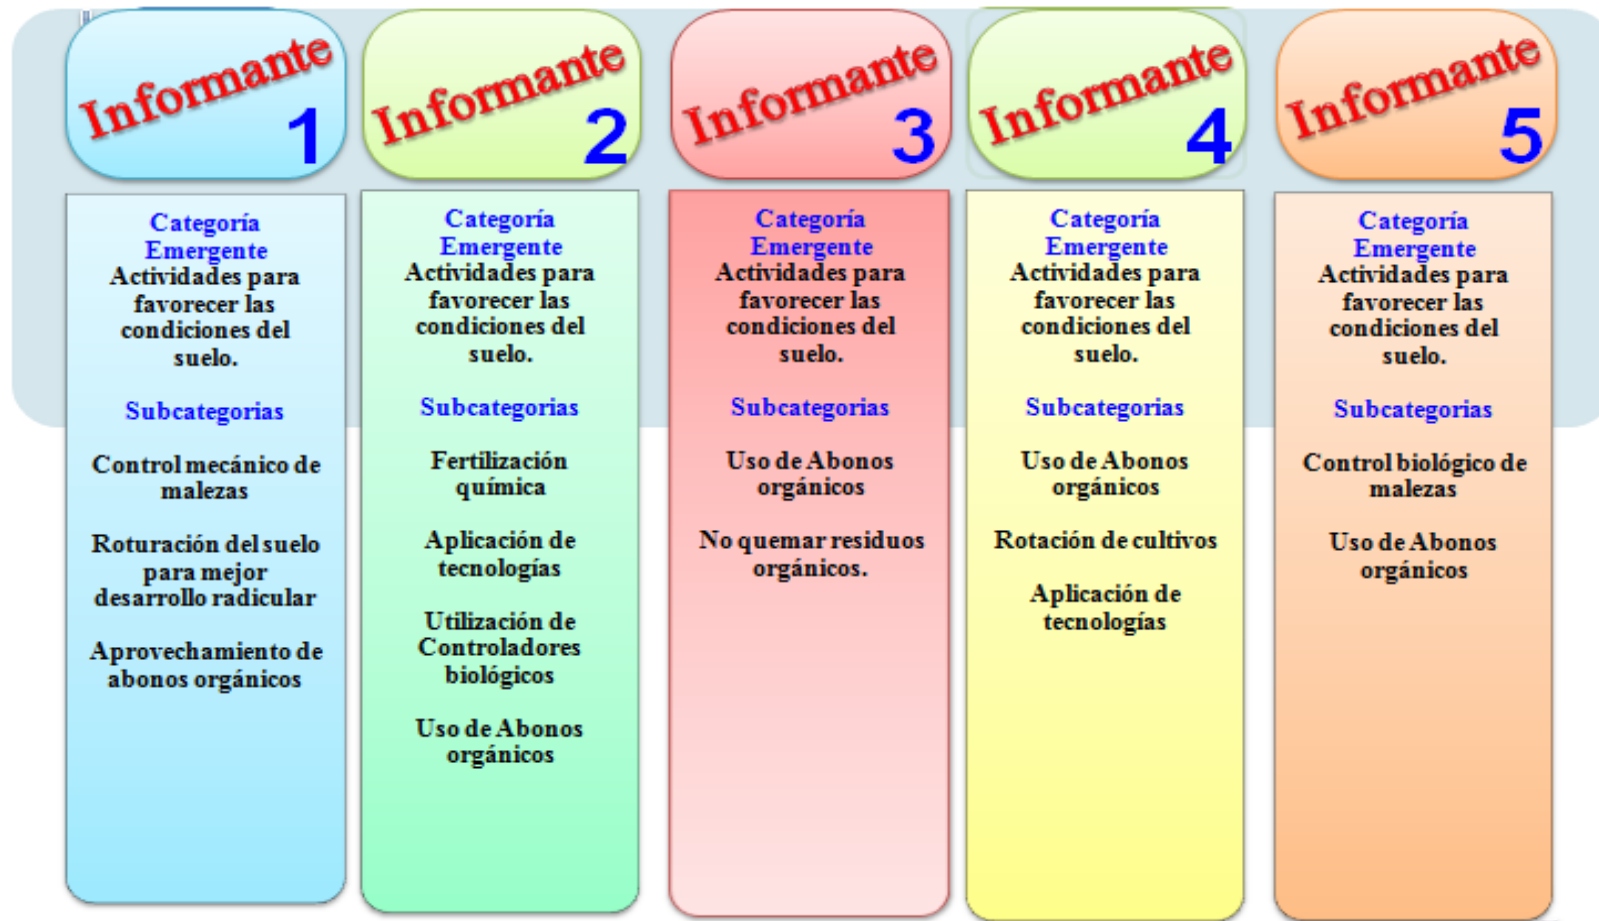 Informante
1
Categoría
Emergente
Actividades para
favorecer las
condiciones del
suelo.
Subcategorias
Control mecánico de
malezas
Roturación del suelo
para mejor
desarrollo radicular
Aprovechamiento de
abonos orgánicos
Informante
2
Categoría
Emergente
Actividades para
favorecer las
condiciones del
suelo.
Subcategorias
Fertilización
química
Aplicación de
tecnologías
Utilización de
Controladores
biológicos
Uso de Abonos
orgánicos
Informante
3
Categoría
Emergente
Actividades para
favorecer las
condiciones del
suelo.
Subcategorias
Uso de Abonos
orgánicos
No quemar residuos
orgánicos.
Informante
4
Categoría
Emergente
Actividades para
favorecer las
condiciones del
suelo.
Subcategorias
Uso de Abonos
orgánicos
Rotación de cultivos
Aplicación de
tecnologías
Informante
5
Categoría
Emergente
Actividades para
favorecer las
condiciones del
suelo.
Subcategorias
Control biológico de
malezas
Uso de Abonos
orgánicos